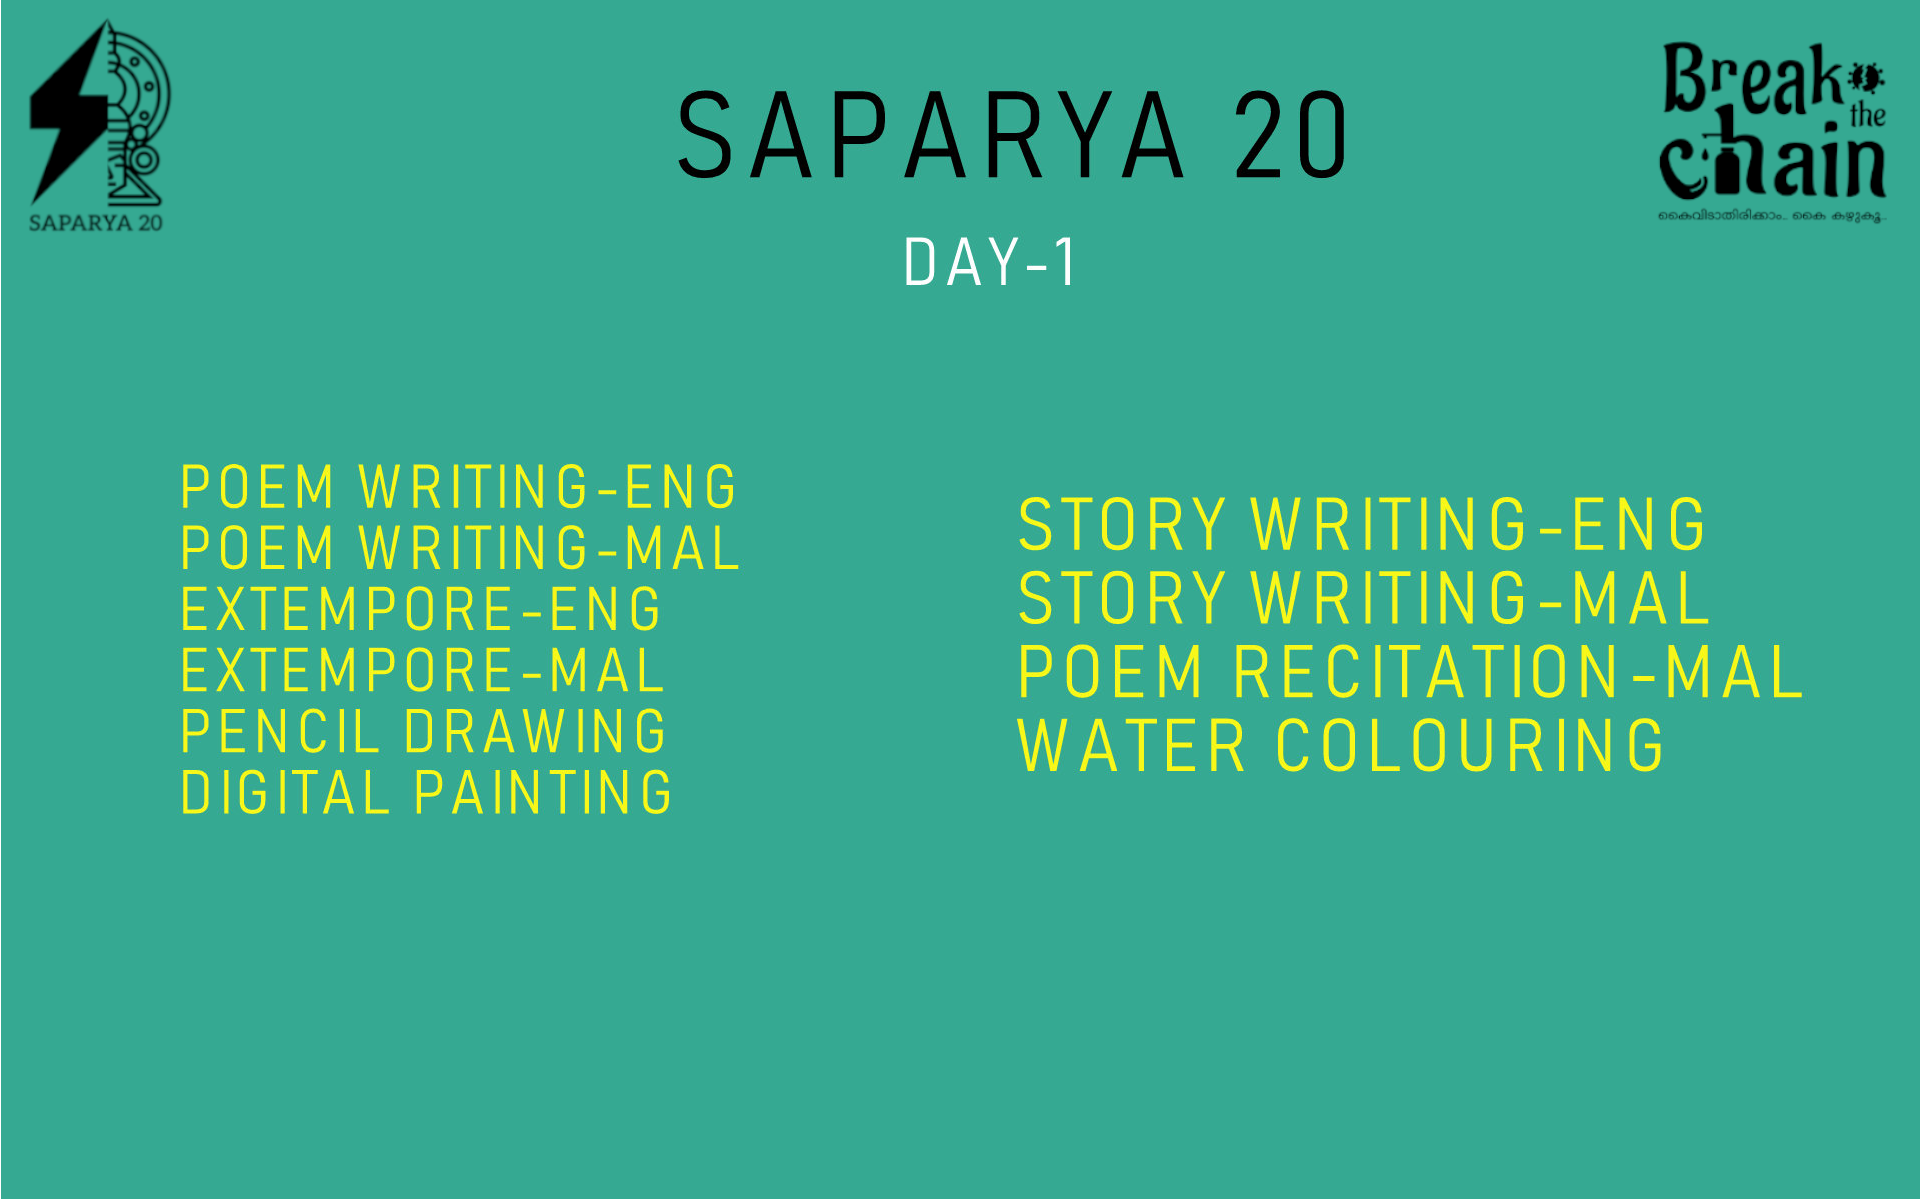 SAPARYA 20
Break
the
chain
കൈവിടാതിരിക്കാം.. കൈ കഴുകൂ..
SAPARYA 20
DAY-1
POEM WRITING-ENG
POEM WRITING-MAL
EXTEMPORE-ENG
EXTEMPORE-MAL
PENCIL DRAWING
DIGITAL PAINTING
STORY WRITING-ENG
STORY WRITING-MAL
POEM RECITATION-MAL
WATER COLOURING